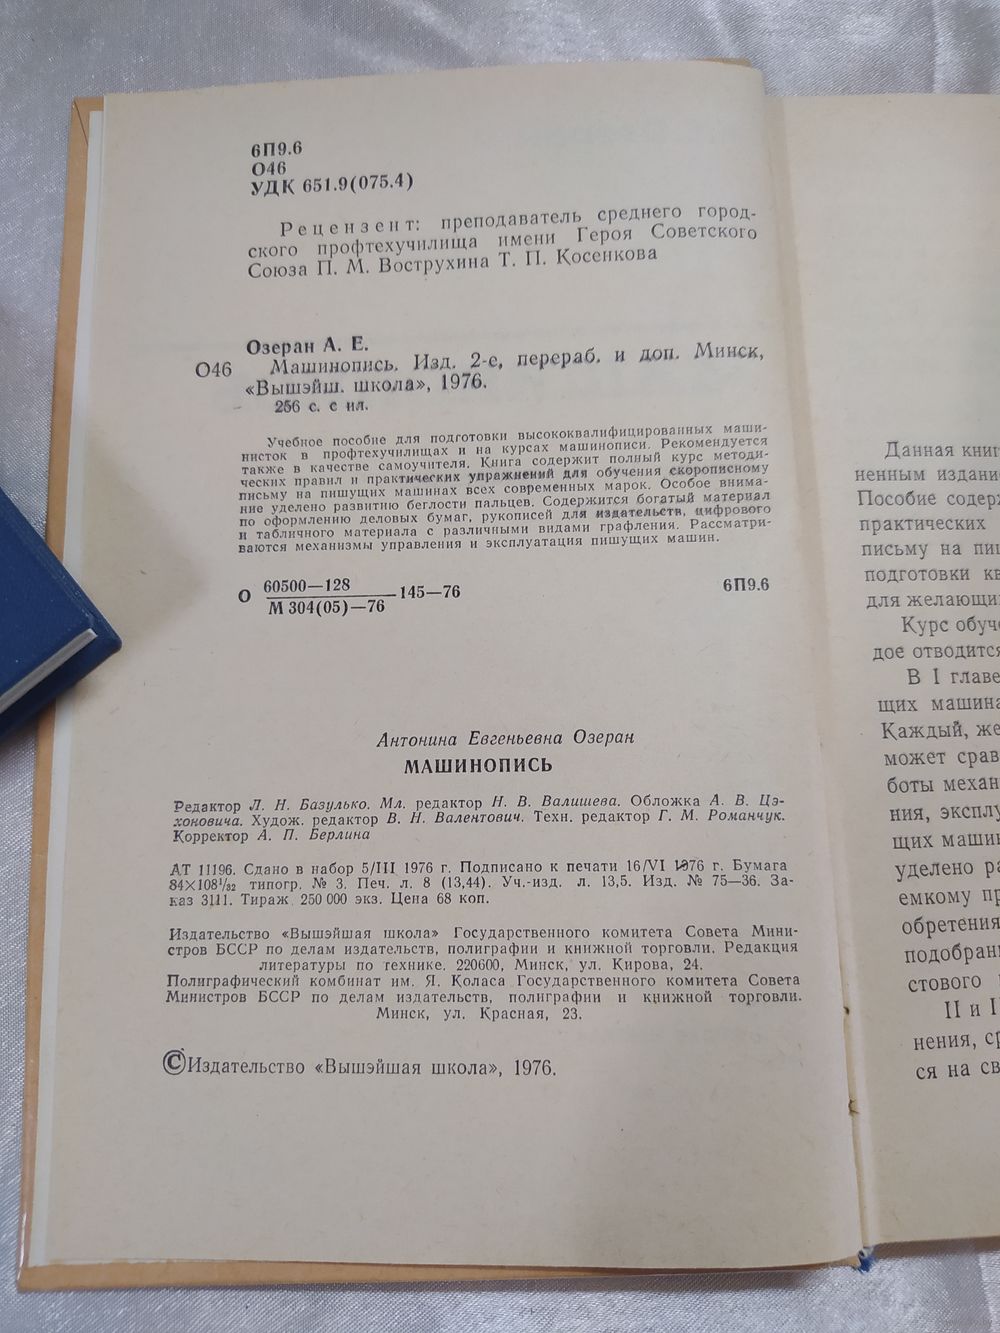 6П9.6
О46
УДК 651.9(075.4)
Рецензент: преподаватель среднего город-
ского профтехучилища имени Героя Советского
Союза П. М. Вострухина Т. П. Косенкова
Озеран А. Е.
О46 Машинопись. Изд. 2-е, перераб. и доп. Минск,
«Вышэйш. школа», 1976.
256 с. с ил.
Учебное пособие для подготовки высококвалифицированных маши-
нисток в профтехучилищах и на курсах машинописи. Рекомендуется
также в качестве самоучителя. Книга содержит полный курс методи-
ческих правил и практических упражнений для обучения скорописному
письму на пишущих машинах всех современных марок. Особое внима-
ние уделено развитию беглости пальцев. Содержится богатый материал
по оформлению деловых бумаг, рукописей для издательств, цифрового
и табличного материала с различными видами графления. Рассматри-
ваются механизмы управления и эксплуатация пишущих машин.
О 60500—128
М 304(05)—76 145—76 6П9.6
Антонина Евгеньевна Озеран
МАШИНОПИСЬ
Редактор Л. Н. Базулько. Мл. редактор Н. В. Валишева. Обложка А. В. Цэ-
хоновича. Худож. редактор В. Н. Валентович. Техн. редактор Г. М. Романчук.
Корректор А. П. Берлина
АТ 11196. Сдано в набор 5/III 1976 г. Подписано к печати 16/VI 1976 г. Бумага
84×108¹/₃₂ типогр. № 3. Печ. л. 8 (13,44). Уч.-изд. л. 13,5. Изд. № 75—36. За-
каз 3111. Тираж 250 000 экз. Цена 68 коп.
Издательство «Вышэйшая школа» Государственного комитета Совета Мини-
стров БССР по делам издательств, полиграфии и книжной торговли. Редакция
литературы по технике. 220600, Минск, ул. Кирова, 24.
Полиграфический комбинат им. Я. Коласа Государственного комитета Совета
Министров БССР по делам издательств, полиграфии и книжной торговли.
Минск, ул. Красная, 23.
©Издательство «Вышэйшая школа», 1976.
Данная книг
ненным издани
Пособие содерж
практических
письму на пиш
подготовки кв
для желающи
Курс обуче
дое отводится
В I главе
щих машина
Каждый, же
может срав
боты механ
ния, эксплу
щих машин
уделено ра
емкому пр
обретения
подобран
стового
II и I
нения, ср
ся на св